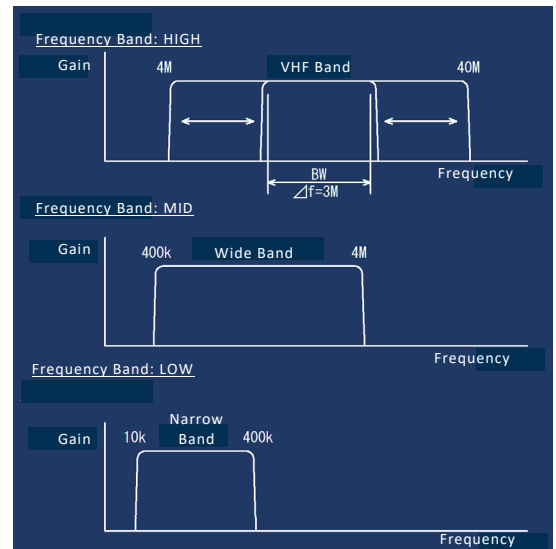 Frequency Band: HIGH
Gain
4M
VHF Band
40M
BW
⊿f=3M
Frequency
Frequency Band: MID
Gain
400k
Wide Band
4M
Frequency
Frequency Band: LOW
Narrow
Gain
10k
Band
400k
Frequency